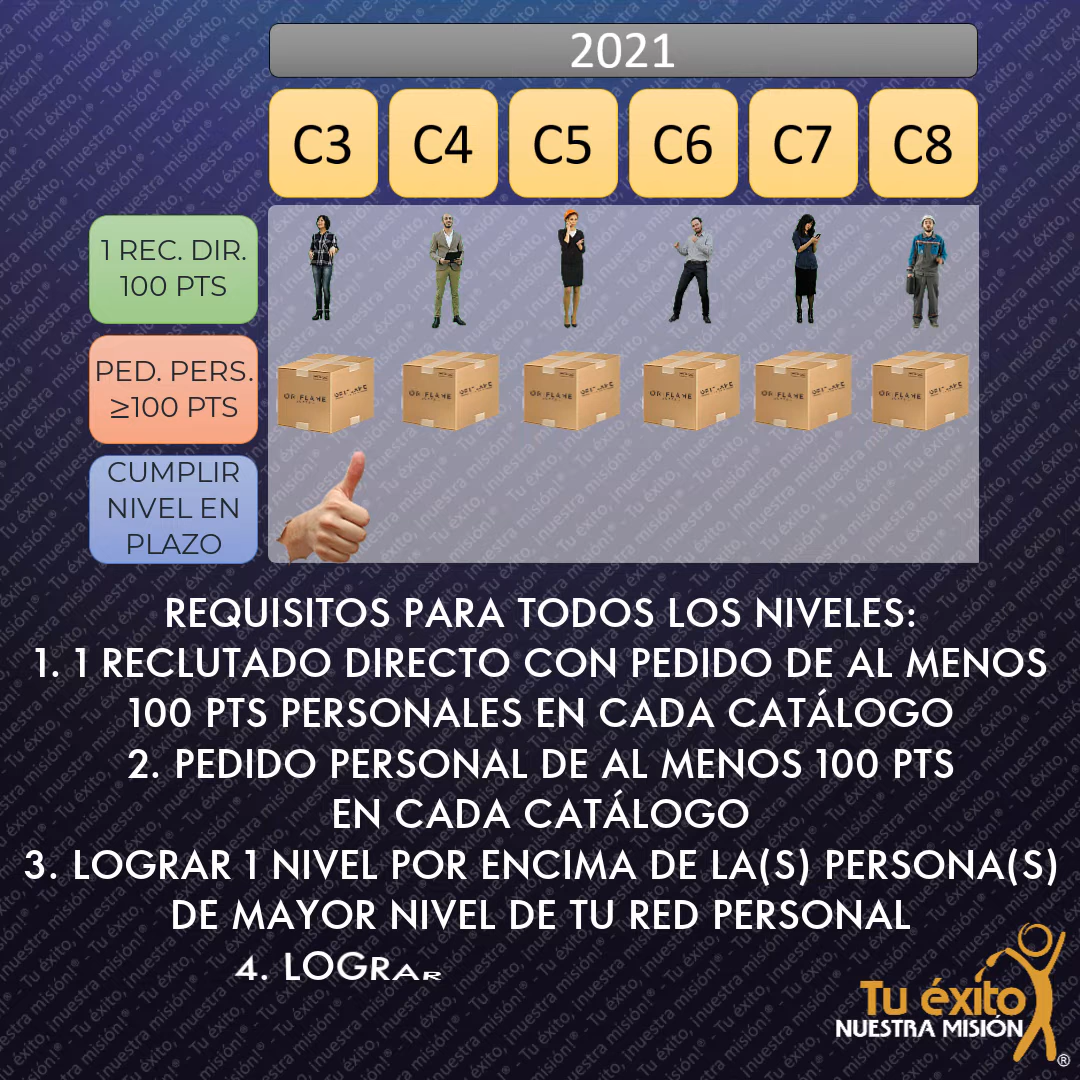 2021
C3 C4 C5 C6 C7 C8
1 REC. DIR.
100 PTS
PED. PERS.
≥100 PTS
CUMPLIR
NIVEL EN
PLAZO
REQUISITOS PARA TODOS LOS NIVELES:
1. 1 RECLUTADO DIRECTO CON PEDIDO DE AL MENOS
100 PTS PERSONALES EN CADA CATÁLOGO
2. PEDIDO PERSONAL DE AL MENOS 100 PTS
EN CADA CATÁLOGO
3. LOGRAR 1 NIVEL POR ENCIMA DE LA(S) PERSONA(S)
DE MAYOR NIVEL DE TU RED PERSONAL
4. LOGRAR
Tu éxito
NUESTRA MISIÓN
®